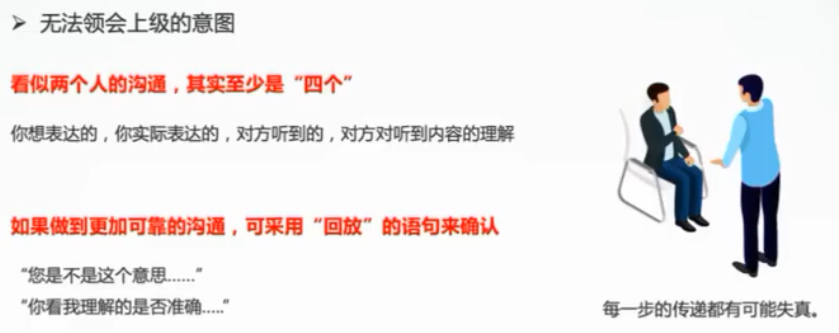 ➢ 无法领会上级的意图
看似两个人的沟通，其实至少是“四个”
你想表达的，你实际表达的，对方听到的，对方对听到内容的理解
如果做到更加可靠的沟通，可采用“回放”的语句来确认
“您是不是这个意思……”
“你看我理解的是否准确.....”
每一步的传递都有可能失真。